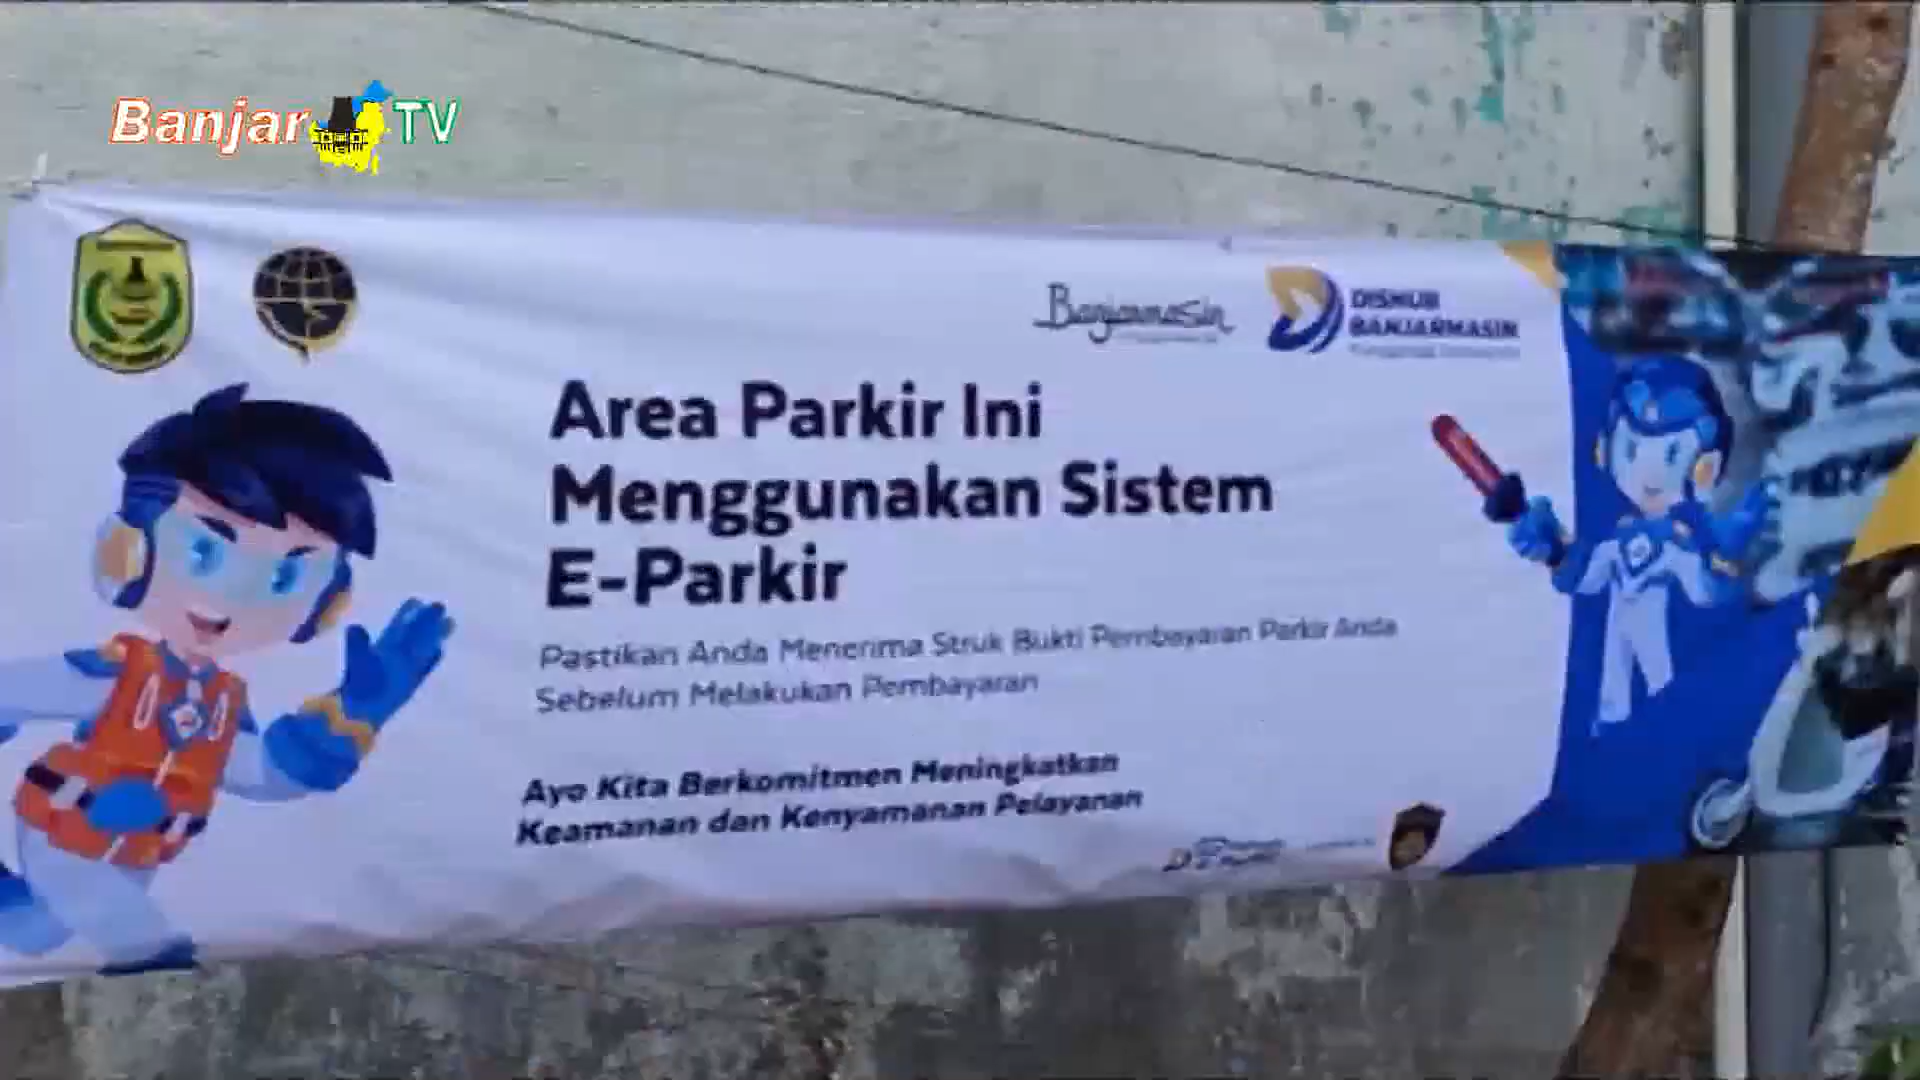 Banjar TV
Banjarmasin
DISHUB
BANJARMASIN
Area Parkir Ini
Menggunakan Sistem
E-Parkir
Pastikan Anda Menerima Struk Bukti Pembayaran Parkir Anda
Sebelum Melakukan Pembayaran
Ayo Kita Berkomitmen Meningkatkan
Keamanan dan Kenyamanan Pelayanan